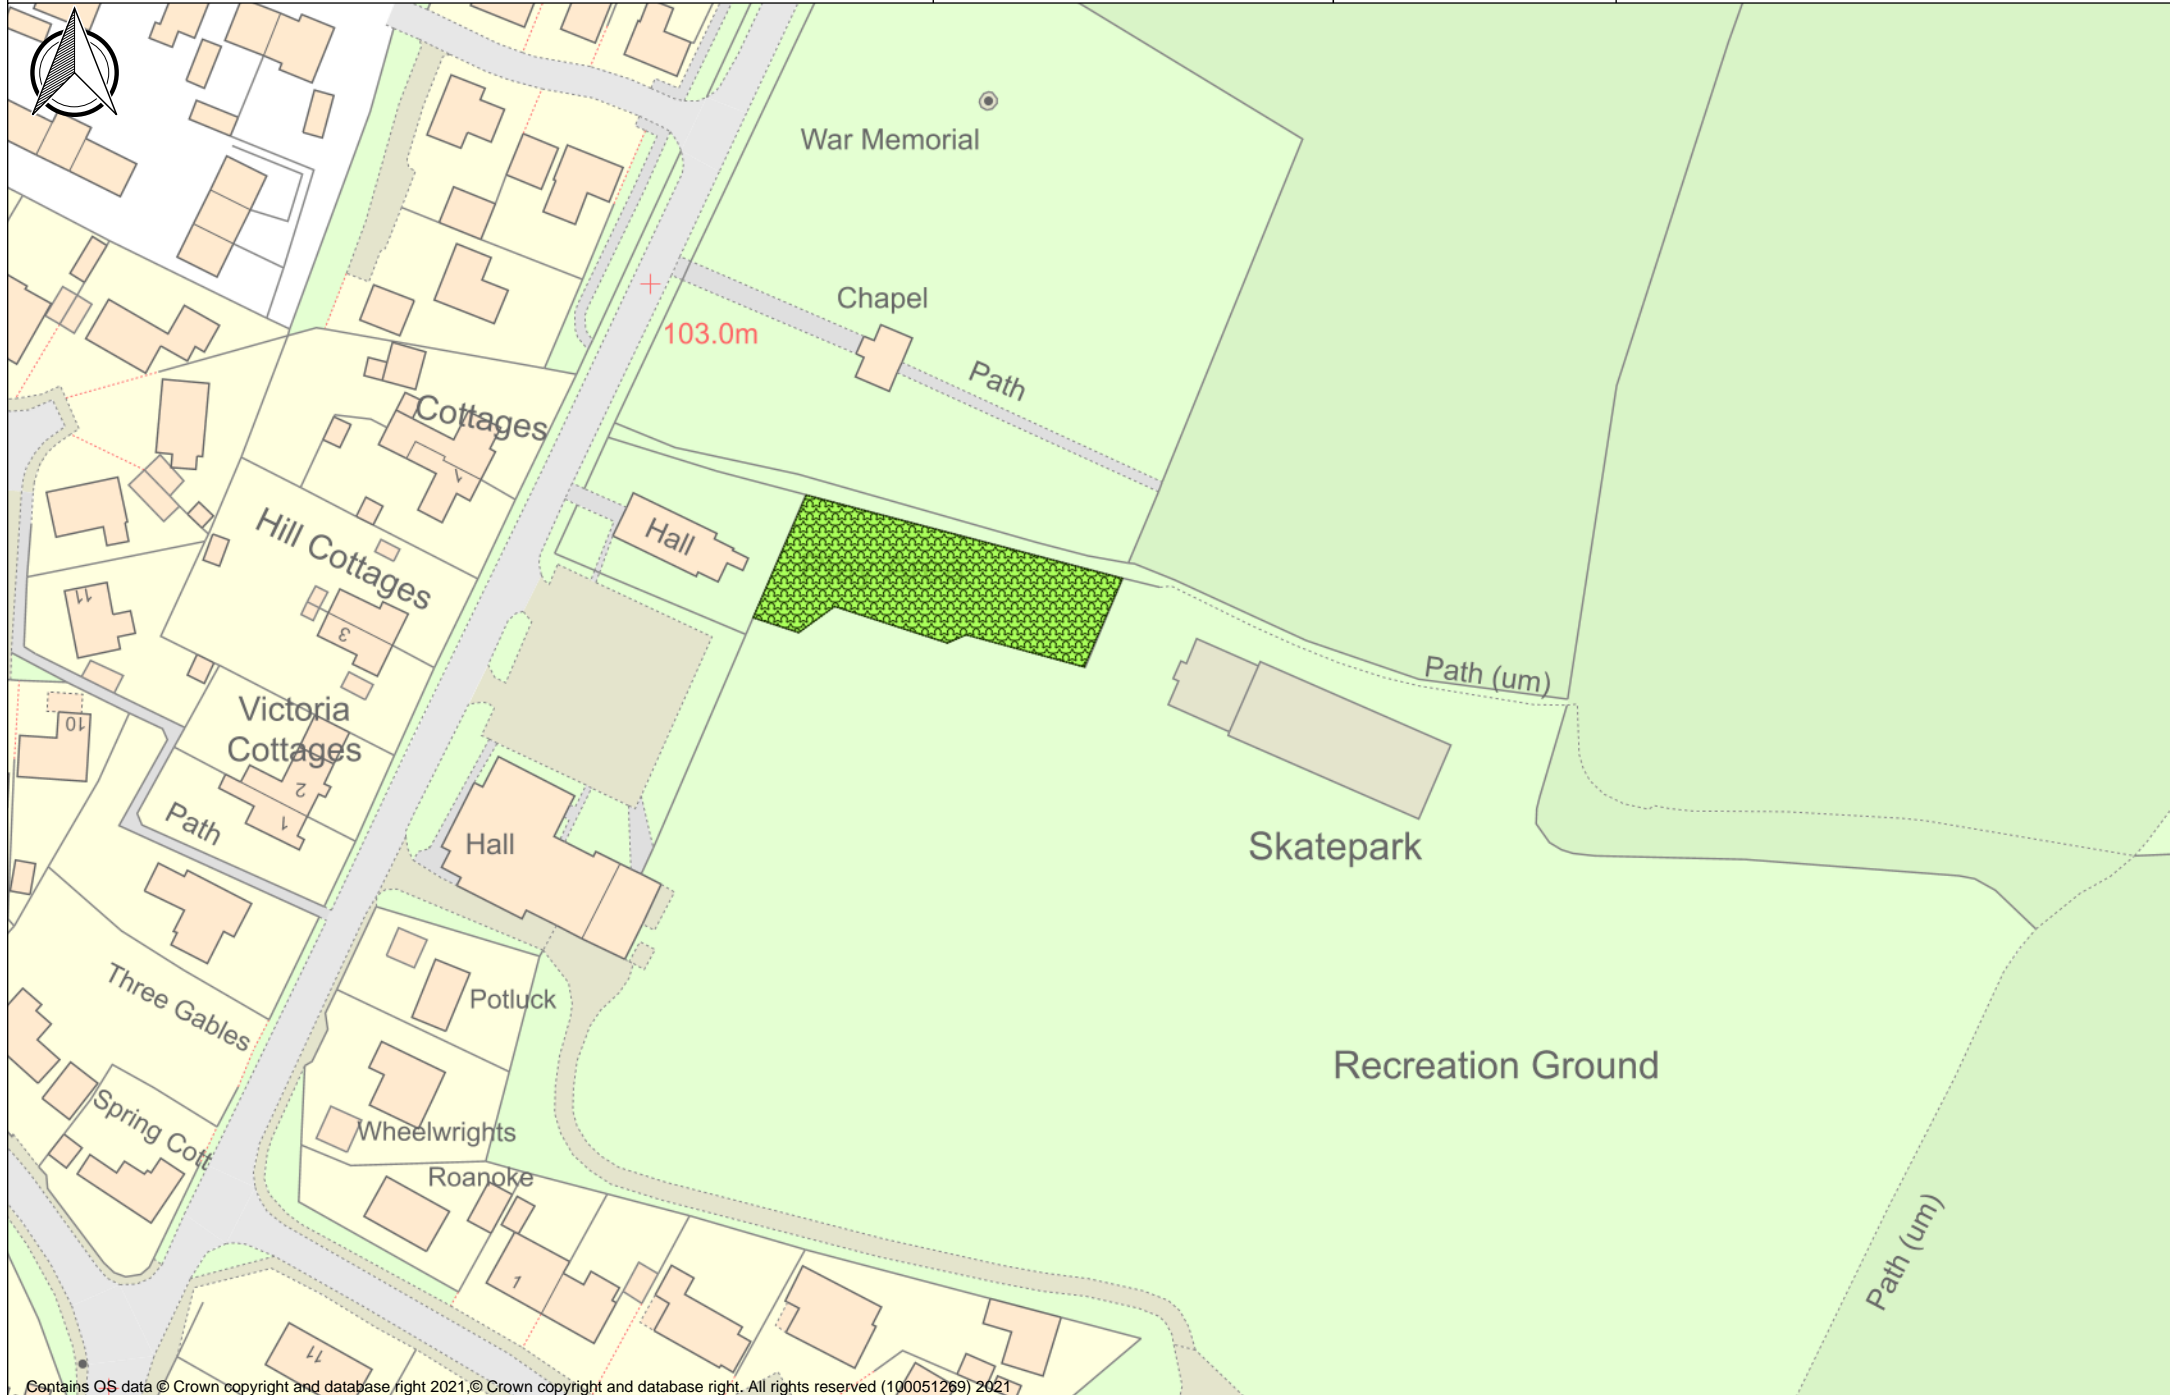 War Memorial
Chapel
103.0m
Path
Cottages
1
Hall
Hill Cottages
11
3
Path (um)
Victoria
Cottages
10
2
1
Path
Hall
Skatepark
Three Gables
Potluck
Recreation Ground
Spring Cott
Wheelwrights
Roanoke
Path (um)
1
11
Contains OS data © Crown copyright and database right 2021,© Crown copyright and database right. All rights reserved (100051269) 2021